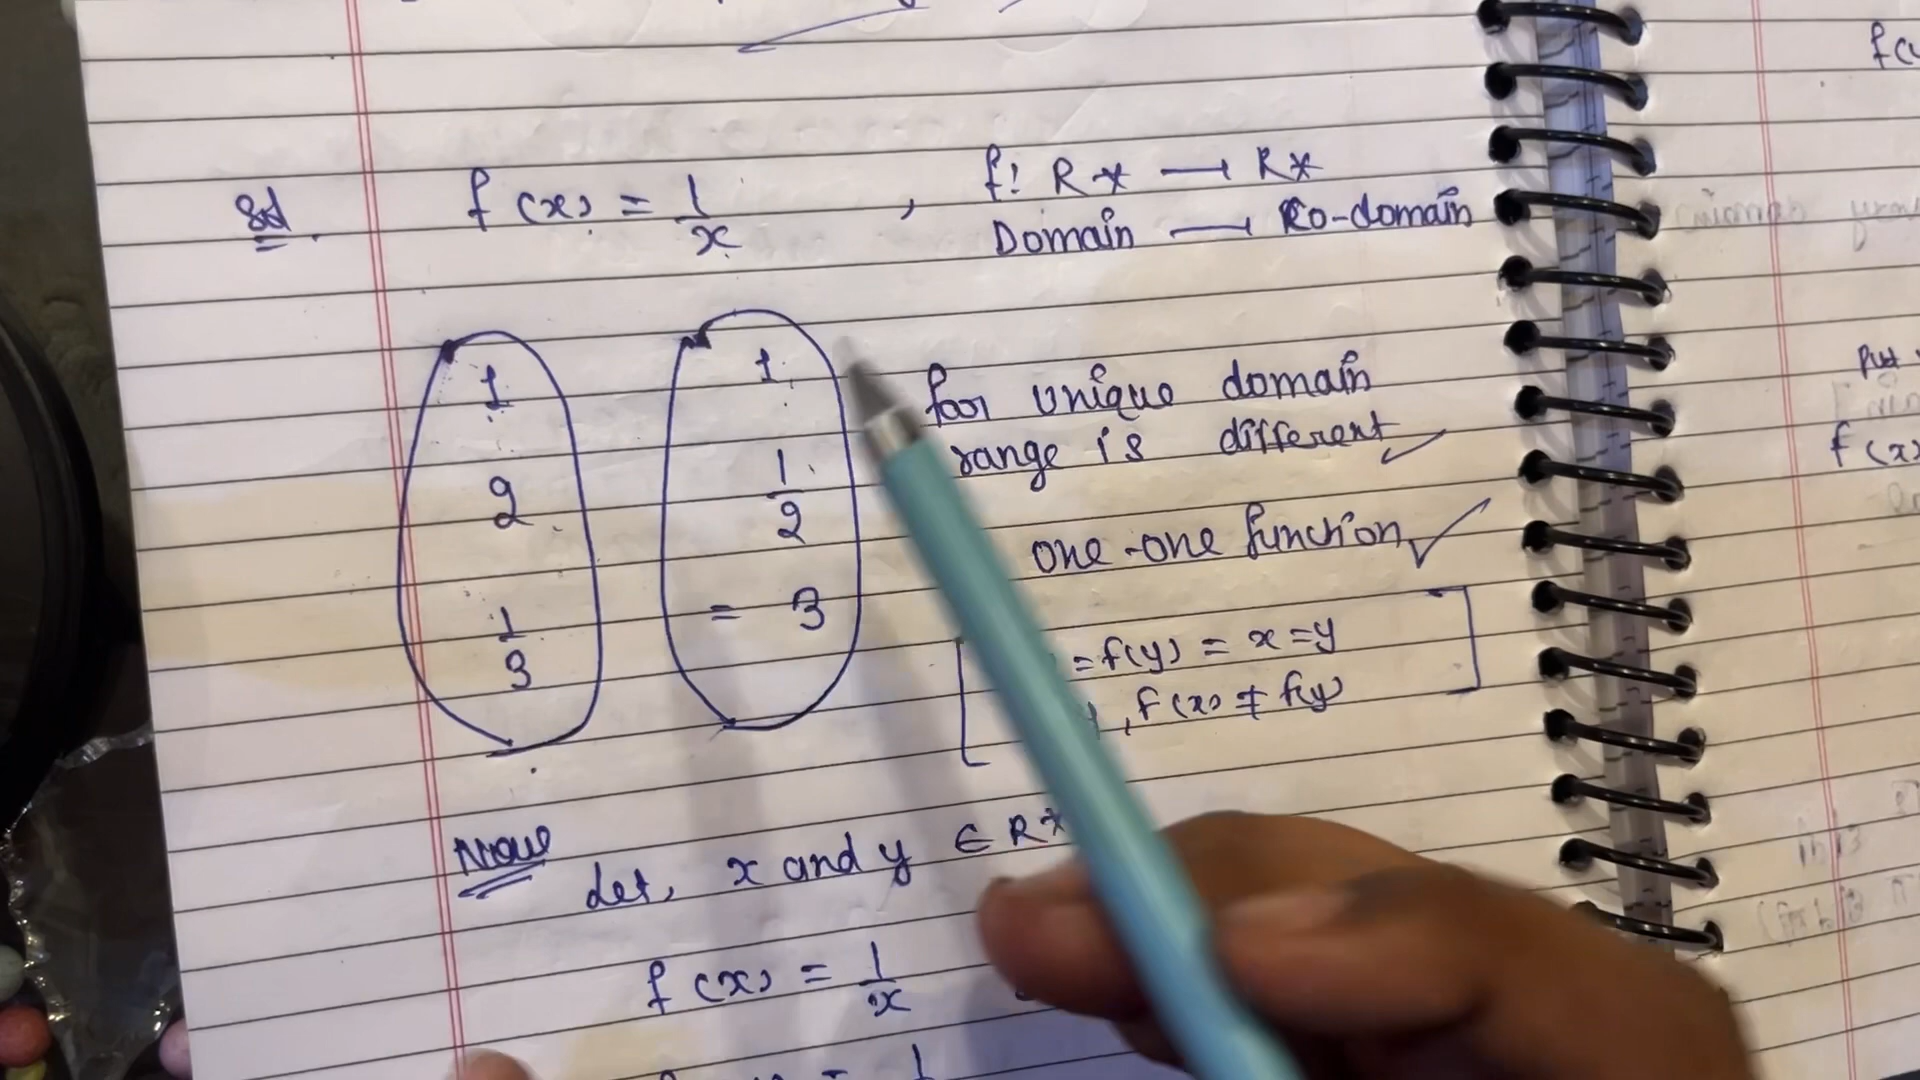 Sol.
f(x) = 1/x , f: R* → R*
Domain → Co-domain
1 1
2 1/2
1/3 = 3
for unique domain
range is different ✓
one-one function ✓
= f(y) = x = y
, f(x) ≠ f(y)
Now
Let, x and y ∈ R*
f(x) = 1/x
f(x)